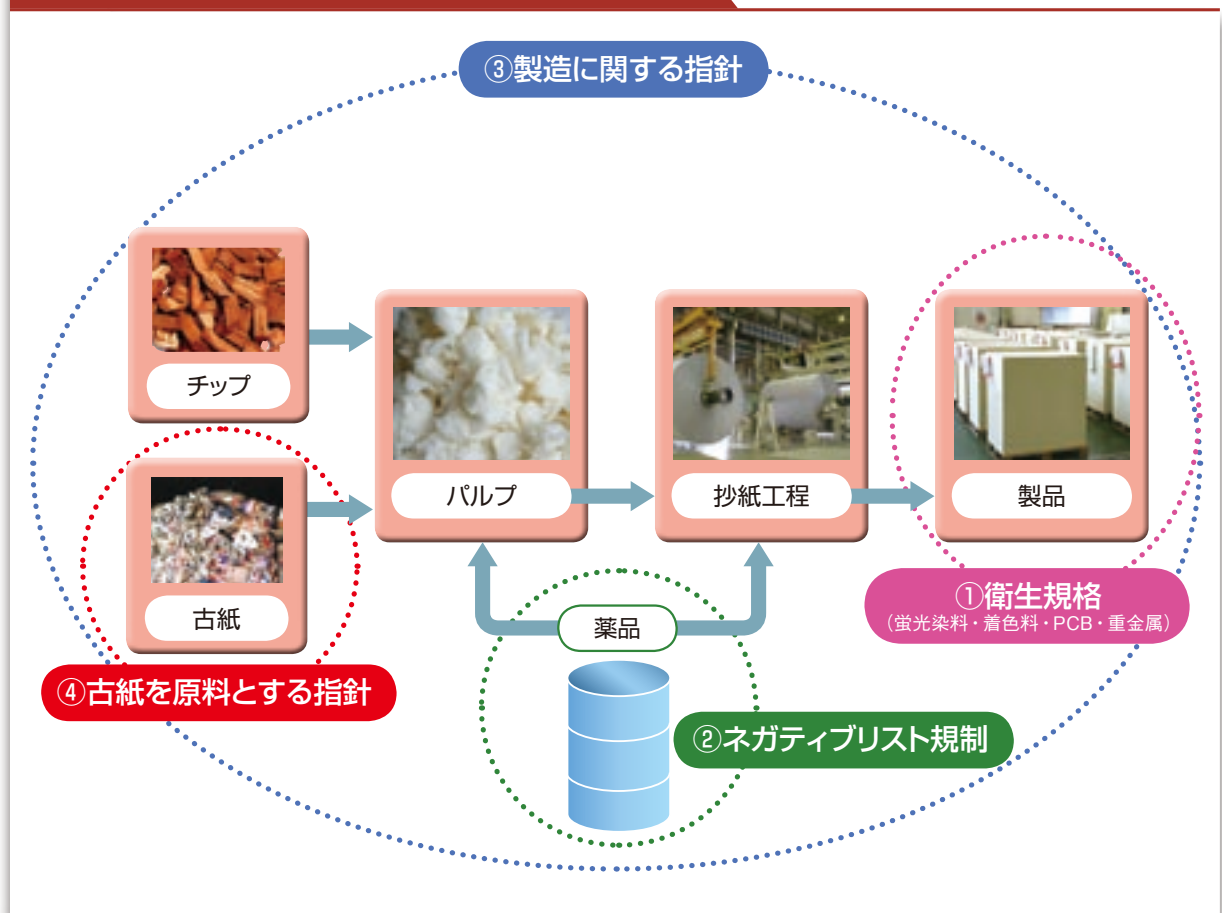 ③製造に関する指針
チップ
パルプ
抄紙工程
製品
古紙
薬品
①衛生規格
(蛍光染料・着色料・PCB・重金属)
④古紙を原料とする指針
②ネガティブリスト規制